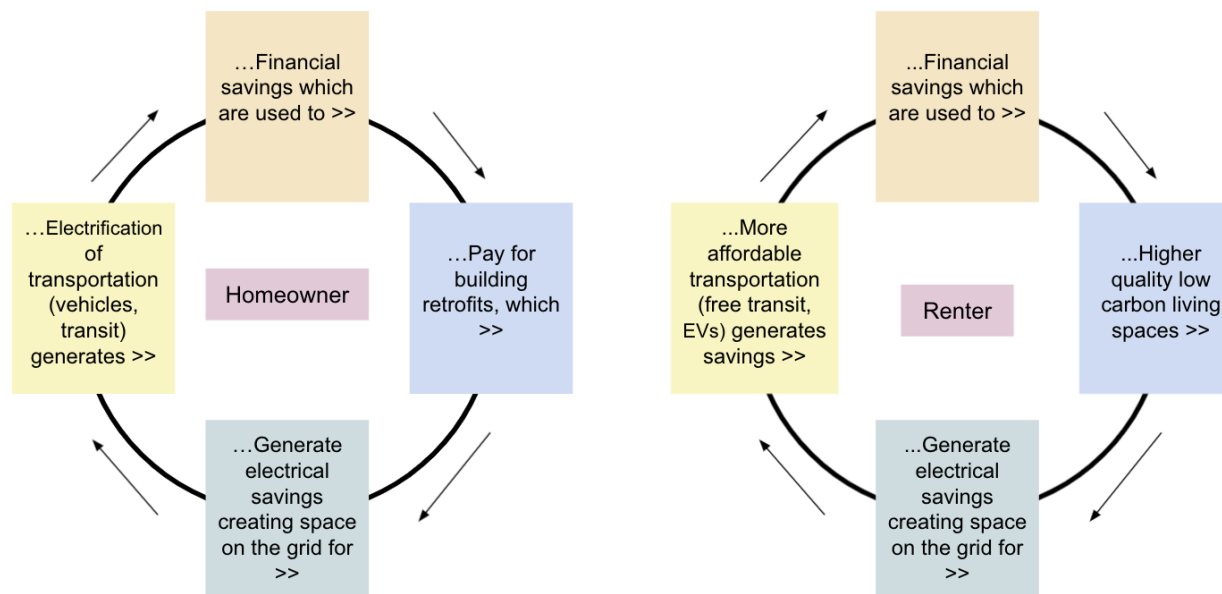 …Financial
savings which
are used to >>
…Electrification
of
transportation
(vehicles,
transit)
generates >>
Homeowner
…Pay for
building
retrofits, which
>>
…Generate
electrical
savings
creating space
on the grid for
>>
...Financial
savings which
are used to >>
...More
affordable
transportation
(free transit,
EVs) generates
savings >>
Renter
...Higher
quality low
carbon living
spaces >>
...Generate
electrical
savings
creating space
on the grid for
>>